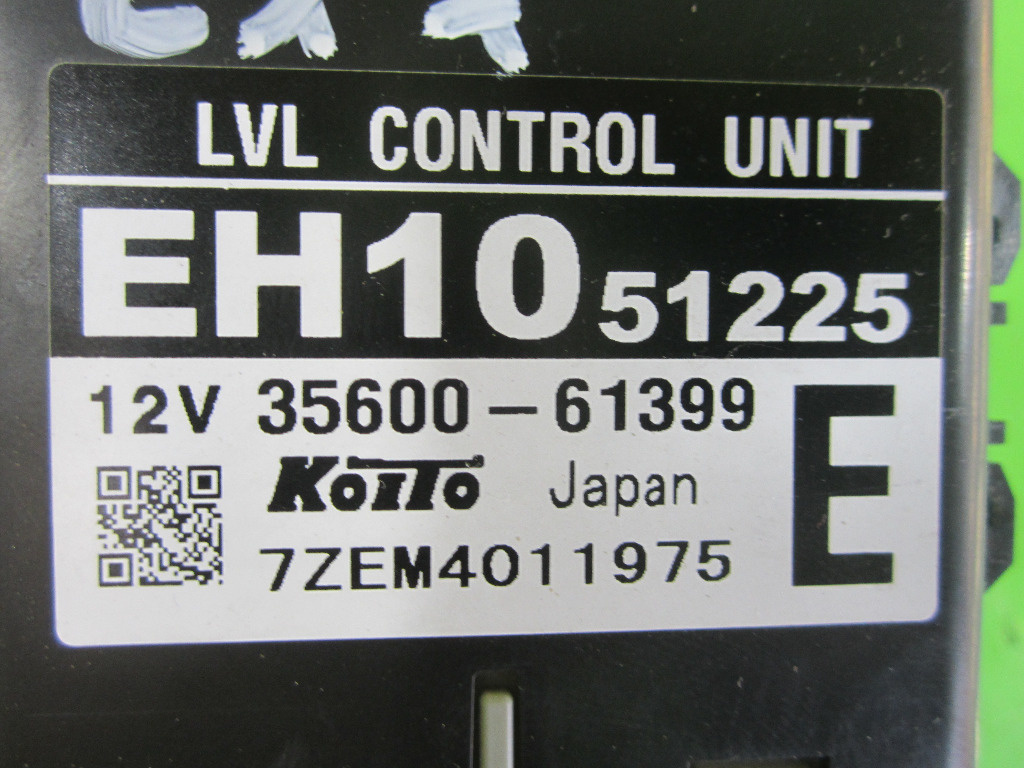 LVL CONTROL UNIT
EH10 51225
12V 35600-61399
KOITO Japan
7ZEM4011975
E